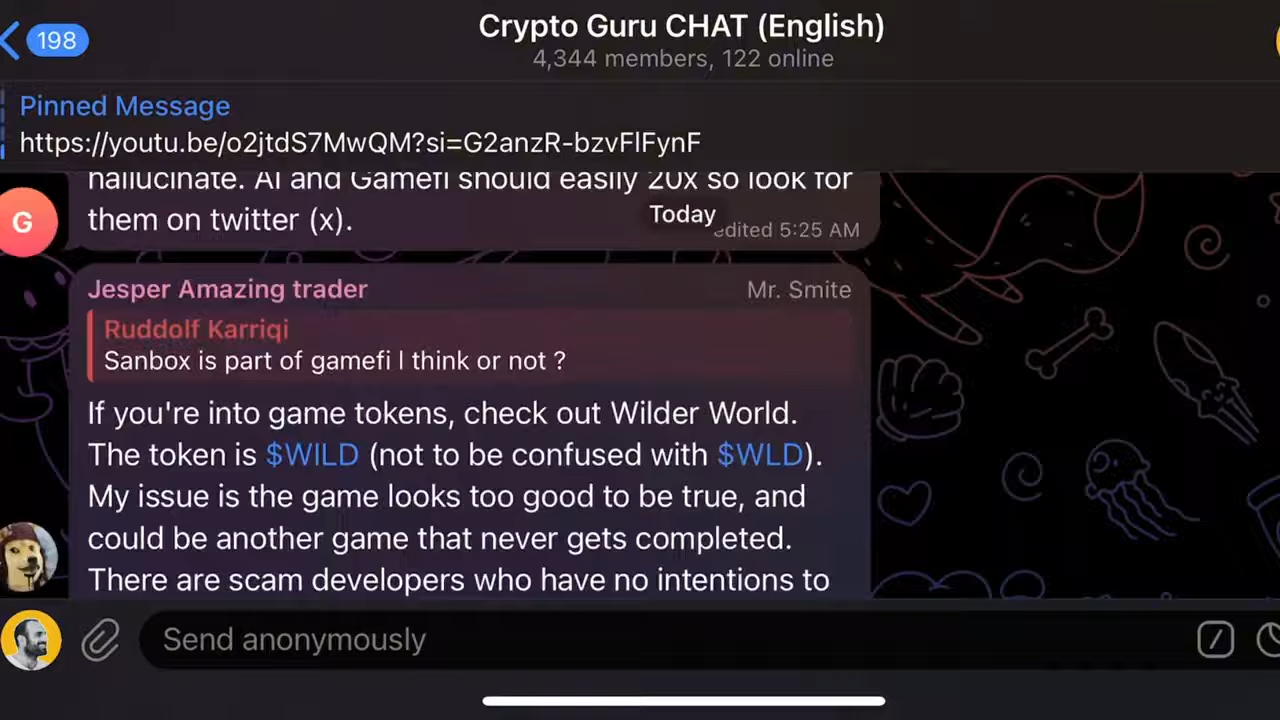 198
Crypto Guru CHAT (English)
4,344 members, 122 online
Pinned Message
https://youtu.be/o2jtdS7MwQM?si=G2anzR-bzvFlFynF
hallucinate. AI and Gamefi should easily 20x so look for
them on twitter (x).
Today
edited 5:25 AM
G
Jesper Amazing trader
Mr. Smite
Ruddolf Karriqi
Sanbox is part of gamefi I think or not ?
If you're into game tokens, check out Wilder World.
The token is $WILD (not to be confused with $WLD).
My issue is the game looks too good to be true, and
could be another game that never gets completed.
There are scam developers who have no intentions to
Send anonymously